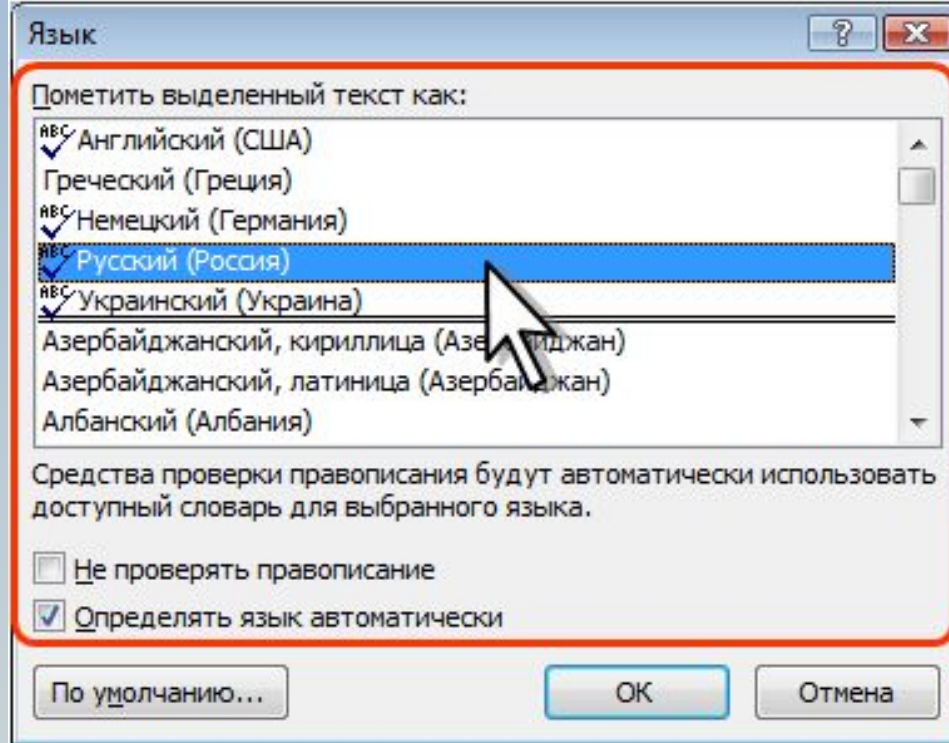 Язык
Пометить выделенный текст как:
Английский (США)
Греческий (Греция)
Немецкий (Германия)
Русский (Россия)
Украинский (Украина)
Азербайджанский, кириллица (Азербайджан)
Азербайджанский, латиница (Азербайджан)
Албанский (Албания)
Средства проверки правописания будут автоматически использовать
доступный словарь для выбранного языка.
Не проверять правописание
Определять язык автоматически
По умолчанию... ОК Отмена